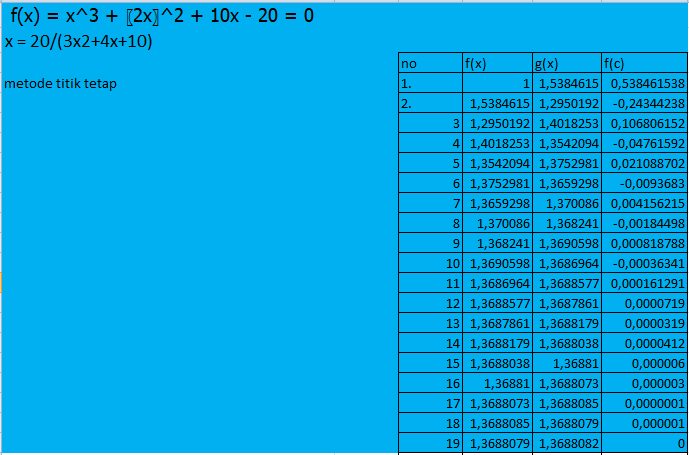 f(x) = x^3 + 〖2x〗^2 + 10x - 20 = 0
x = 20/(3x2+4x+10)
metode titik tetap
no f(x) g(x) f(c)
1. 1 1,5384615 0,538461538
2. 1,5384615 1,2950192 -0,24344238
3 1,2950192 1,4018253 0,106806152
4 1,4018253 1,3542094 -0,04761592
5 1,3542094 1,3752981 0,021088702
6 1,3752981 1,3659298 -0,0093683
7 1,3659298 1,370086 0,004156215
8 1,370086 1,368241 -0,00184498
9 1,368241 1,3690598 0,000818788
10 1,3690598 1,3686964 -0,00036341
11 1,3686964 1,3688577 0,000161291
12 1,3688577 1,3687861 0,0000719
13 1,3687861 1,3688179 0,0000319
14 1,3688179 1,3688038 0,0000412
15 1,3688038 1,36881 0,000006
16 1,36881 1,3688073 0,000003
17 1,3688073 1,3688085 0,0000001
18 1,3688085 1,3688079 0,000001
19 1,3688079 1,3688082 0